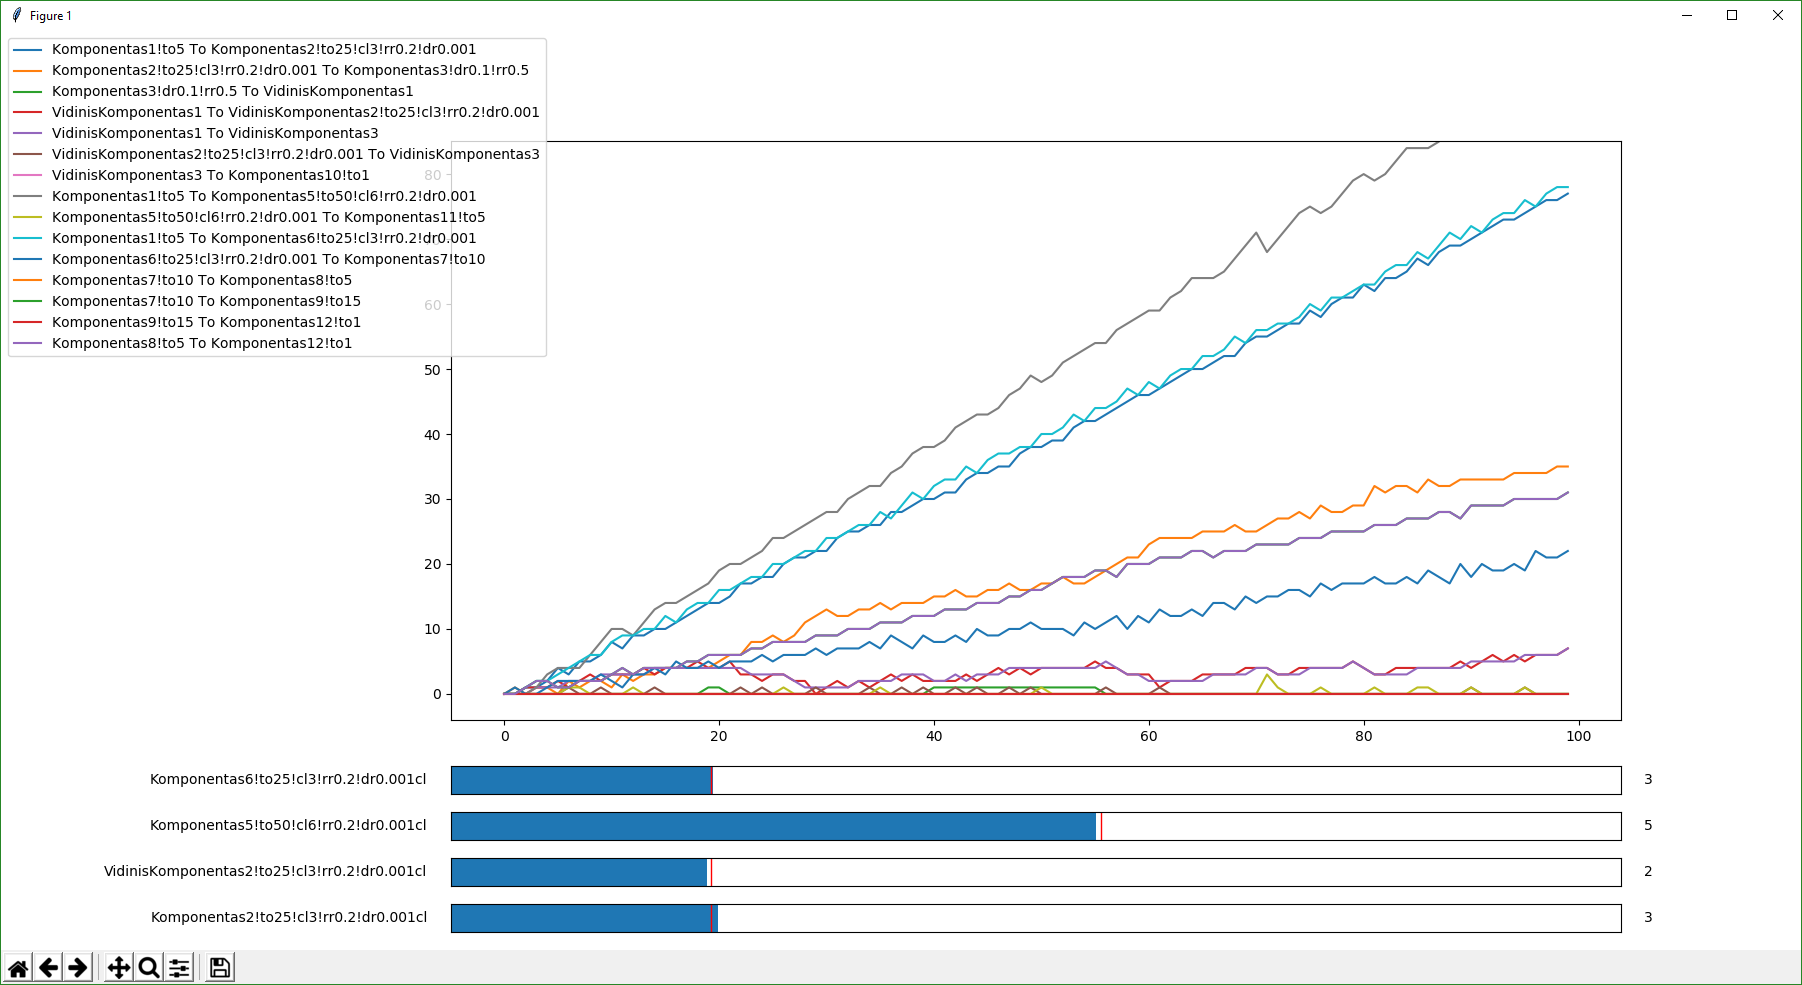 Figure 1
Komponentas1!to5 To Komponentas2!to25!cl3!rr0.2!dr0.001
Komponentas2!to25!cl3!rr0.2!dr0.001 To Komponentas3!dr0.1!rr0.5
Komponentas3!dr0.1!rr0.5 To VidinisKomponentas1
VidinisKomponentas1 To VidinisKomponentas2!to25!cl3!rr0.2!dr0.001
VidinisKomponentas1 To VidinisKomponentas3
VidinisKomponentas2!to25!cl3!rr0.2!dr0.001 To VidinisKomponentas3
VidinisKomponentas3 To Komponentas10!to1
Komponentas1!to5 To Komponentas5!to50!cl6!rr0.2!dr0.001
Komponentas5!to50!cl6!rr0.2!dr0.001 To Komponentas11!to5
Komponentas1!to5 To Komponentas6!to25!cl3!rr0.2!dr0.001
Komponentas6!to25!cl3!rr0.2!dr0.001 To Komponentas7!to10
Komponentas7!to10 To Komponentas8!to5
Komponentas7!to10 To Komponentas9!to15
Komponentas9!to15 To Komponentas12!to1
Komponentas8!to5 To Komponentas12!to1
80
60
50
40
30
20
10
0
0 20 40 60 80 100
Komponentas6!to25!cl3!rr0.2!dr0.001cl 3
Komponentas5!to50!cl6!rr0.2!dr0.001cl 5
VidinisKomponentas2!to25!cl3!rr0.2!dr0.001cl 2
Komponentas2!to25!cl3!rr0.2!dr0.001cl 3